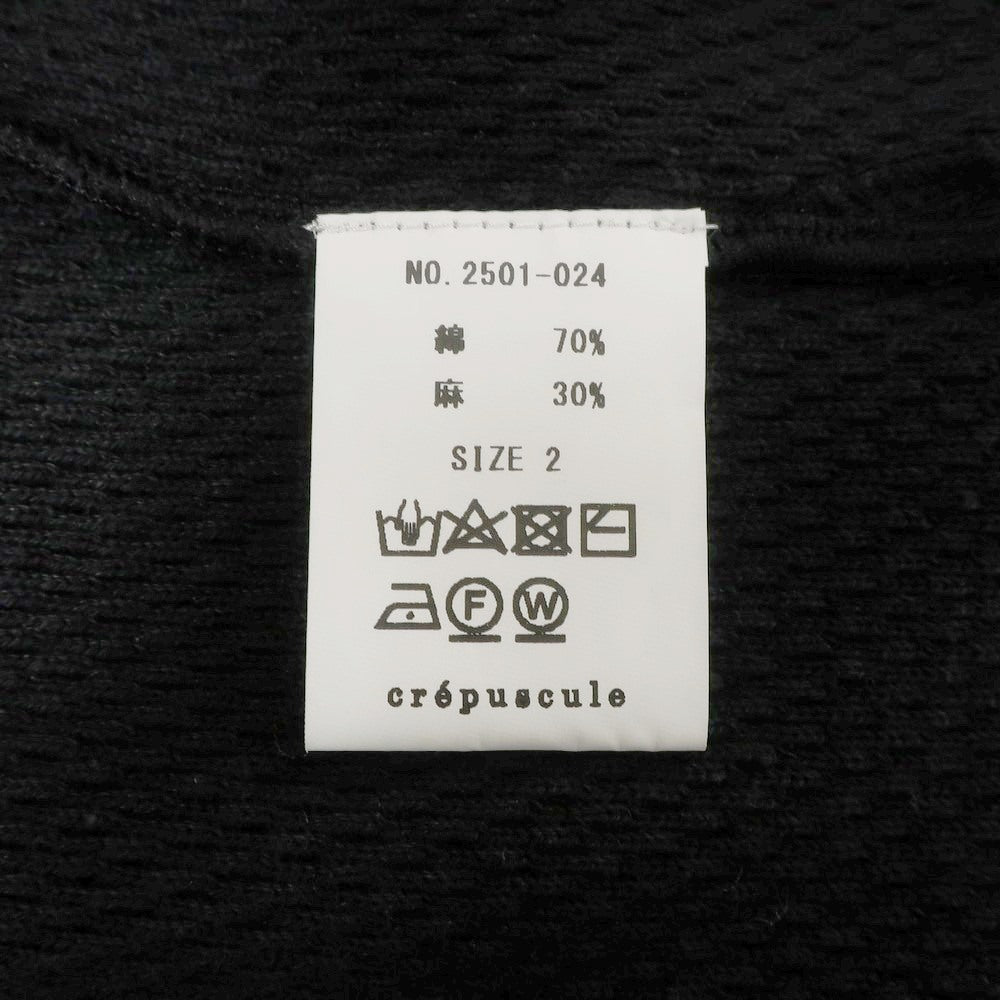 NO. 2501-024
綿 70%
麻 30%
SIZE 2
F W
crépuscule